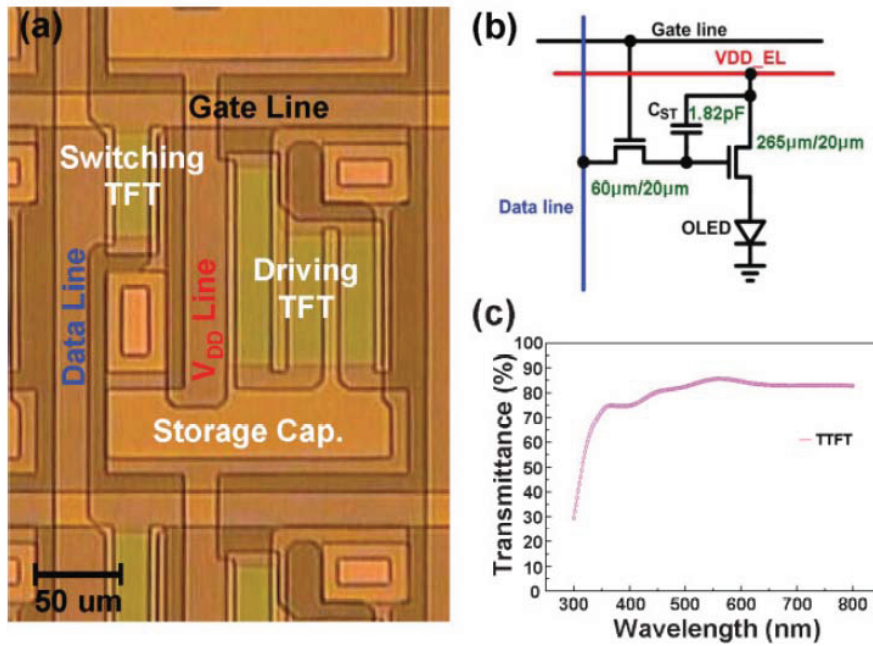 (a)
Gate Line
Switching
TFT
Data Line
V_DD Line
Driving
TFT
Storage Cap.
50 um
(b)
Gate line
VDD_EL
C_ST
1.82pF
265μm/20μm
60μm/20μm
Data line
OLED
(c)
Transmittance (%)
100
90
80
70
60
50
40
30
20
10
0
TTFT
300 400 500 600 700 800
Wavelength (nm)